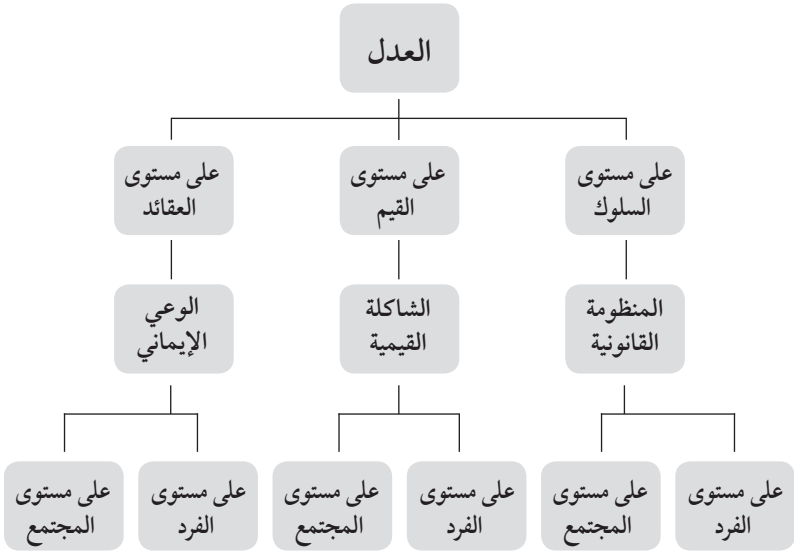 العدل
على مستوى
السلوك
على مستوى
القيم
على مستوى
العقائد
المنظومة
القانونية
الشاكلة
القيمية
الوعي
الإيماني
على مستوى
الفرد
على مستوى
المجتمع
على مستوى
الفرد
على مستوى
المجتمع
على مستوى
الفرد
على مستوى
المجتمع